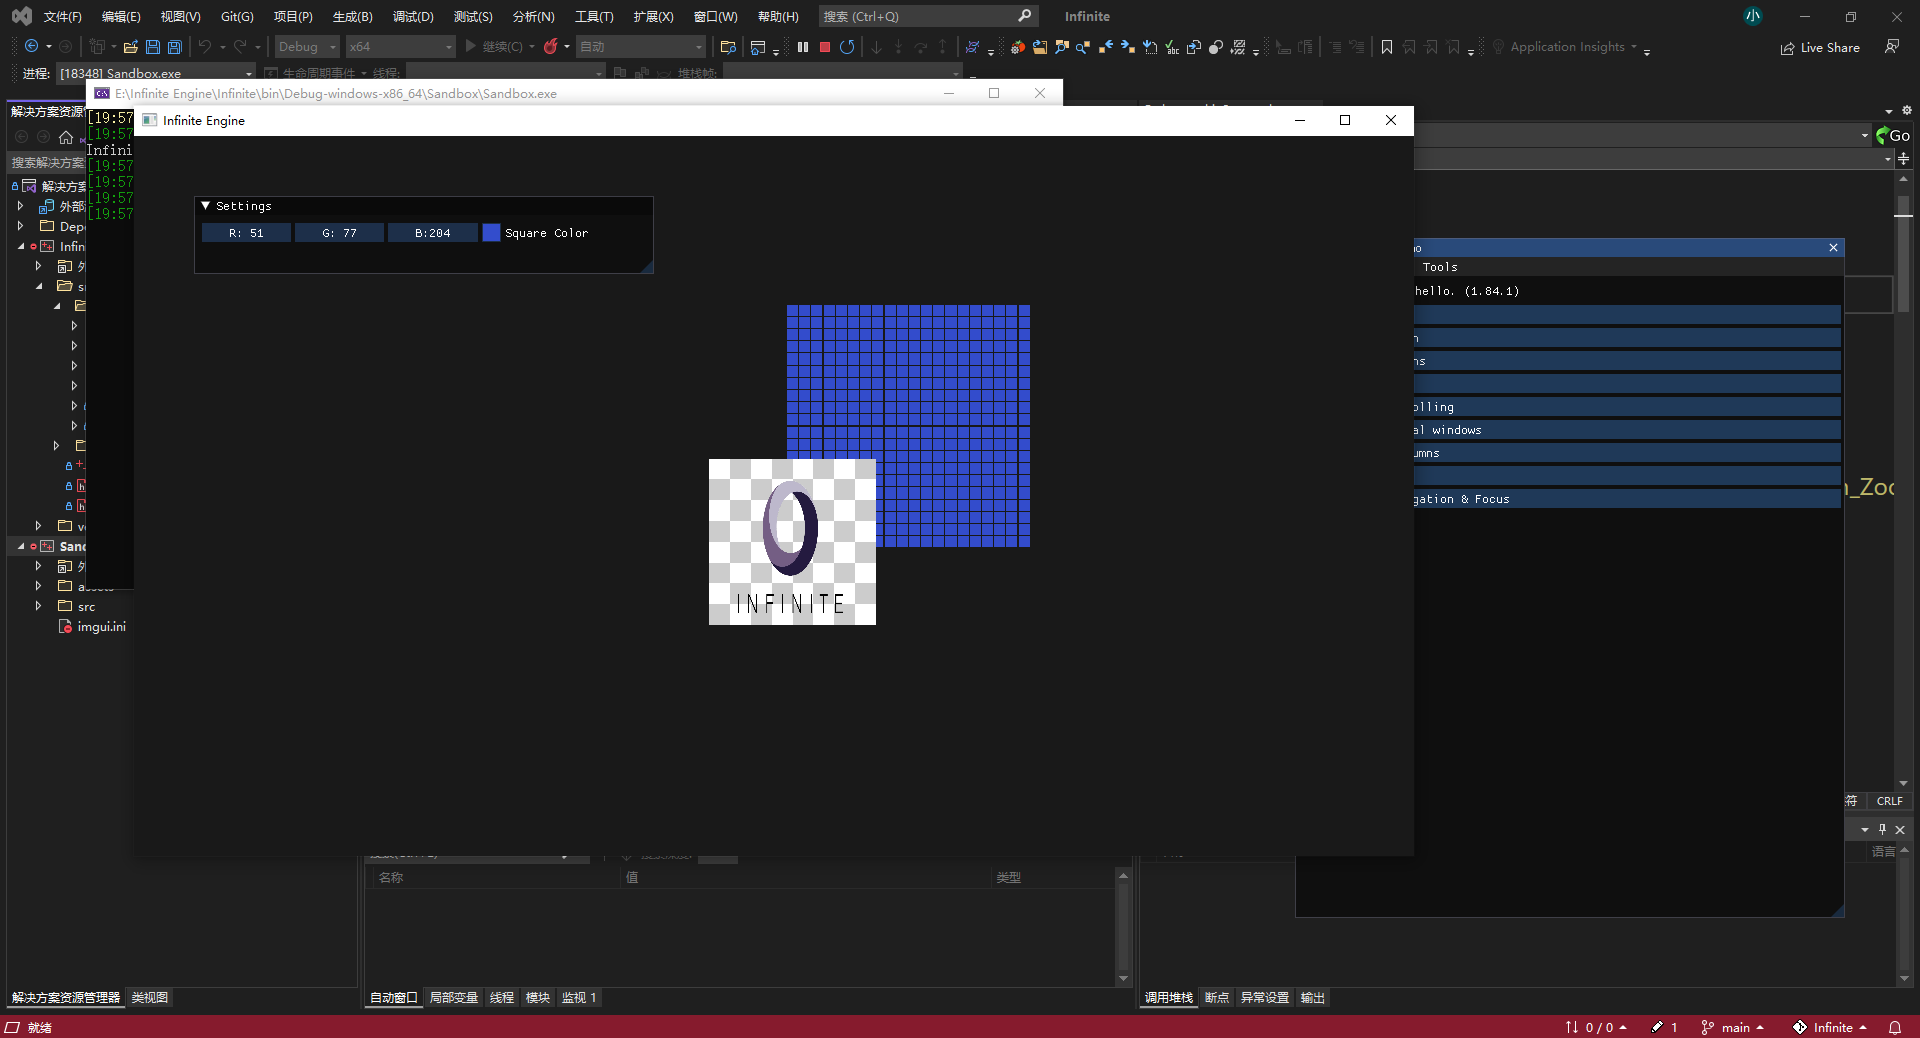 文件(F) 编辑(E) 视图(V) Git(G) 项目(P) 生成(B) 调试(D) 测试(S) 分析(N) 工具(T) 扩展(X) 窗口(W) 帮助(H) 搜索 (Ctrl+Q) Infinite 小
Debug x64 继续(C) 自动 Application Insights Live Share
进程: [18348] Sandbox.exe 生命周期事件 线程: 堆栈帧:
E:\Infinite Engine\Infinite\bin\Debug-windows-x86_64\Sandbox\Sandbox.exe
解决方案资源
[19:57
Infinite Engine
[19:57
Go
Infini
搜索解决方案
[19:57
[19:57
解决方案
[19:57
外部
[19:57
Settings
Depe
R: 51 G: 77 B:204 Square Color
Infin
外
Tools
hello. (1.84.1)
olling
al windows
umns
gation & Focus
INFINITE
Sand
外
assets
src
imgui.ini
符 CRLF
名称 值 类型
语言
解决方案资源管理器 类视图 自动窗口 局部变量 线程 模块 监视 1 调用堆栈 断点 异常设置 输出
就绪 0 / 0 1 main Infinite